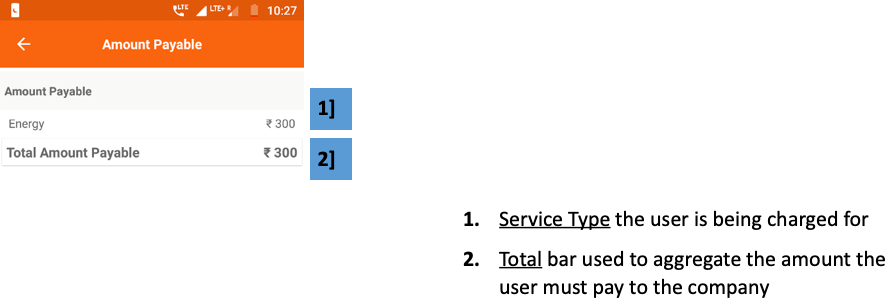 LTE LTE+ R 10:27
Amount Payable
Amount Payable
Energy ₹ 300
1]
Total Amount Payable ₹ 300
2]
1. Service Type the user is being charged for
2. Total bar used to aggregate the amount the
user must pay to the company